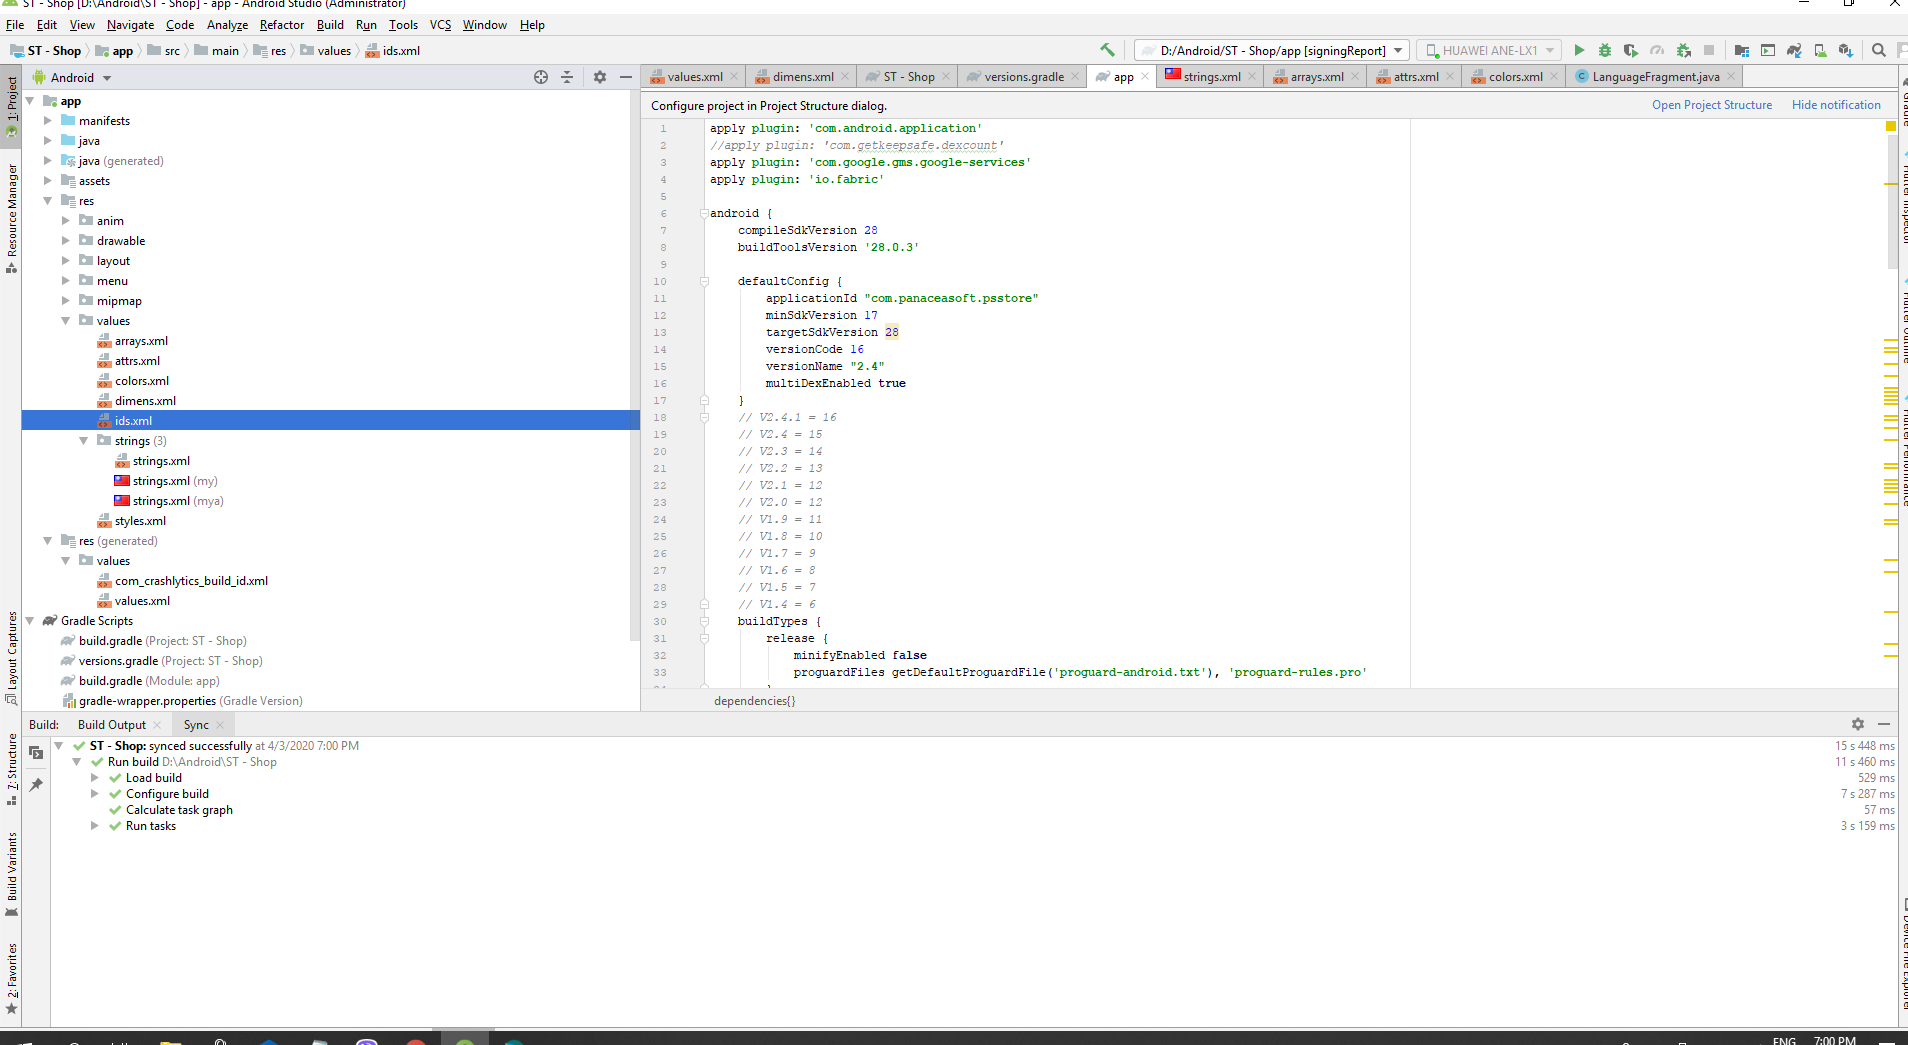 ST - Shop [D:\Android\ST - Shop] - app - Android Studio (Administrator)
File Edit View Navigate Code Analyze Refactor Build Run Tools VCS Window Help
ST - Shop app src main res values ids.xml
D:/Android/ST - Shop/app [signingReport] HUAWEI ANE-LX1
1: Project
Resource Manager
Layout Captures
7: Structure
Build Variants
2: Favorites
Android
app
manifests
java
java (generated)
assets
res
anim
drawable
layout
menu
mipmap
values
arrays.xml
attrs.xml
colors.xml
dimens.xml
ids.xml
strings (3)
strings.xml
strings.xml (my)
strings.xml (mya)
styles.xml
res (generated)
values
com_crashlytics_build_id.xml
values.xml
Gradle Scripts
build.gradle (Project: ST - Shop)
versions.gradle (Project: ST - Shop)
build.gradle (Module: app)
gradle-wrapper.properties (Gradle Version)
values.xml dimens.xml ST - Shop versions.gradle app strings.xml arrays.xml attrs.xml colors.xml LanguageFragment.java
Configure project in Project Structure dialog. Open Project Structure Hide notification
1 apply plugin: 'com.android.application'
2 //apply plugin: 'com.getkeepsafe.dexcount'
3 apply plugin: 'com.google.gms.google-services'
4 apply plugin: 'io.fabric'
5
6 android {
7 compileSdkVersion 28
8 buildToolsVersion '28.0.3'
9
10 defaultConfig {
11 applicationId "com.panaceasoft.psstore"
12 minSdkVersion 17
13 targetSdkVersion 28
14 versionCode 16
15 versionName "2.4"
16 multiDexEnabled true
17 }
18 // V2.4.1 = 16
19 // V2.4 = 15
20 // V2.3 = 14
21 // V2.2 = 13
22 // V2.1 = 12
23 // V2.0 = 12
24 // V1.9 = 11
25 // V1.8 = 10
26 // V1.7 = 9
27 // V1.6 = 8
28 // V1.5 = 7
29 // V1.4 = 6
30 buildTypes {
31 release {
32 minifyEnabled false
33 proguardFiles getDefaultProguardFile('proguard-android.txt'), 'proguard-rules.pro'
dependencies{}
Build: Build Output Sync
ST - Shop: synced successfully at 4/3/2020 7:00 PM 15 s 448 ms
Run build D:\Android\ST - Shop 11 s 460 ms
Load build 529 ms
Configure build 7 s 287 ms
Calculate task graph 57 ms
Run tasks 3 s 159 ms
ENG 7:00 PM